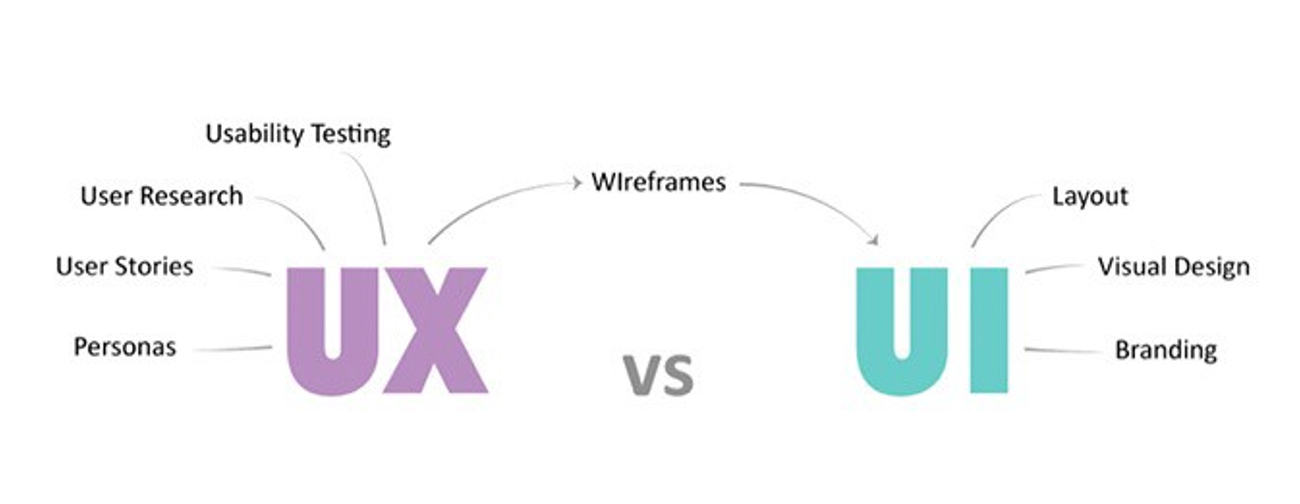 Usability Testing
User Research
WIreframes
Layout
User Stories
Visual Design
Personas
Branding
UX
vs
UI